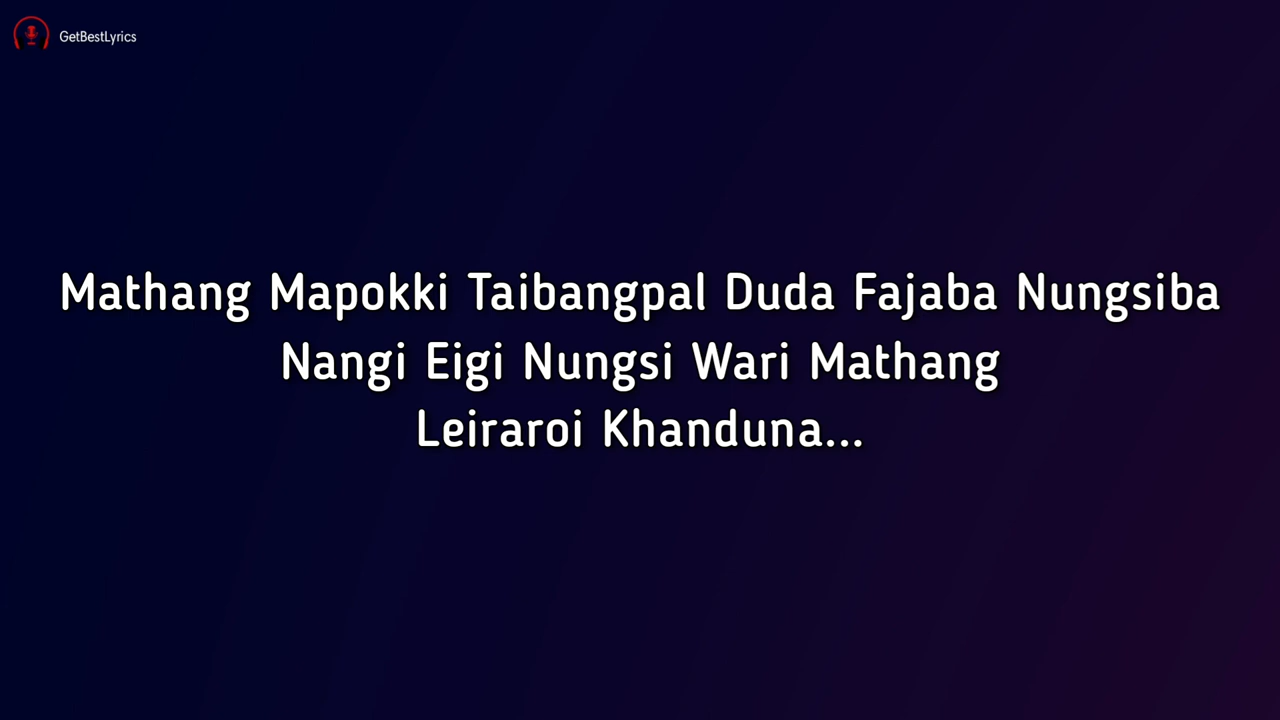 GetBestLyrics
Mathang Mapokki Taibangpal Duda Fajaba Nungsiba
Nangi Eigi Nungsi Wari Mathang
Leiraroi Khanduna...